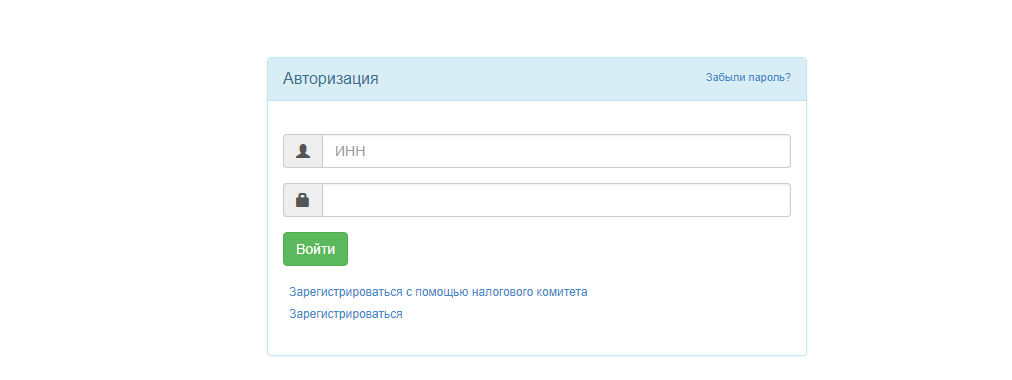 Авторизация
Забыли пароль?
ИНН
Войти
Зарегистрироваться с помощью налогового комитета
Зарегистрироваться